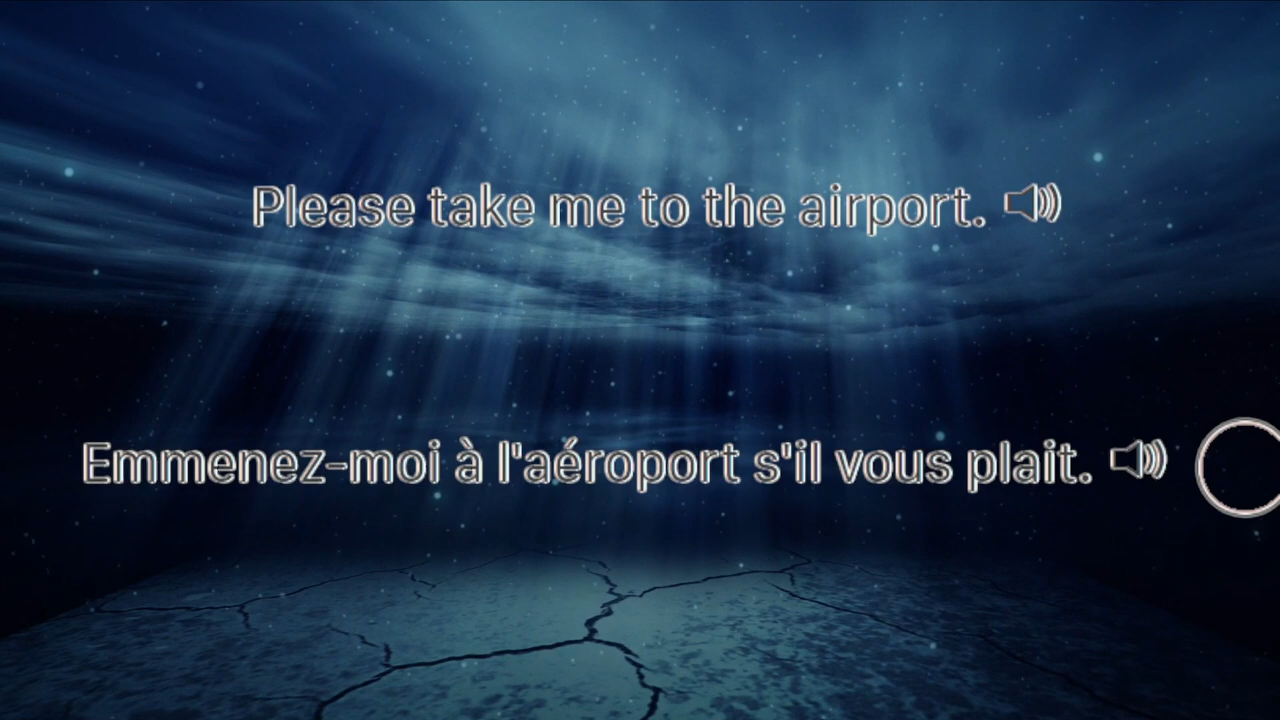 Please take me to the airport.
Emmenez-moi à l'aéroport s'il vous plait.